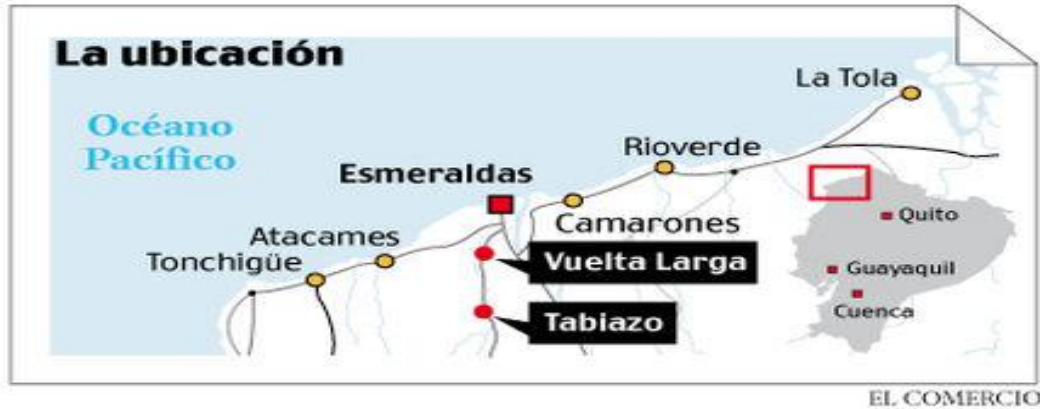 La ubicación
Océano
Pacífico
La Tola
Rioverde
Esmeraldas
Camarones
Atacames
Tonchigüe
Vuelta Larga
Tabiazo
Quito
Guayaquil
Cuenca
EL COMERCIO